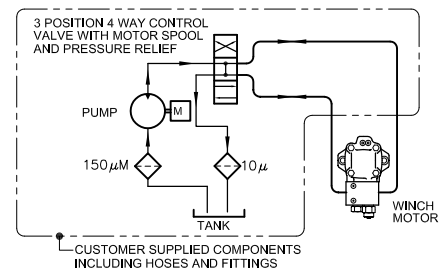 3 POSITION 4 WAY CONTROL
VALVE WITH MOTOR SPOOL
AND PRESSURE RELIEF
PUMP
M
150µM
10µ
TANK
WINCH
MOTOR
CUSTOMER SUPPLIED COMPONENTS
INCLUDING HOSES AND FITTINGS